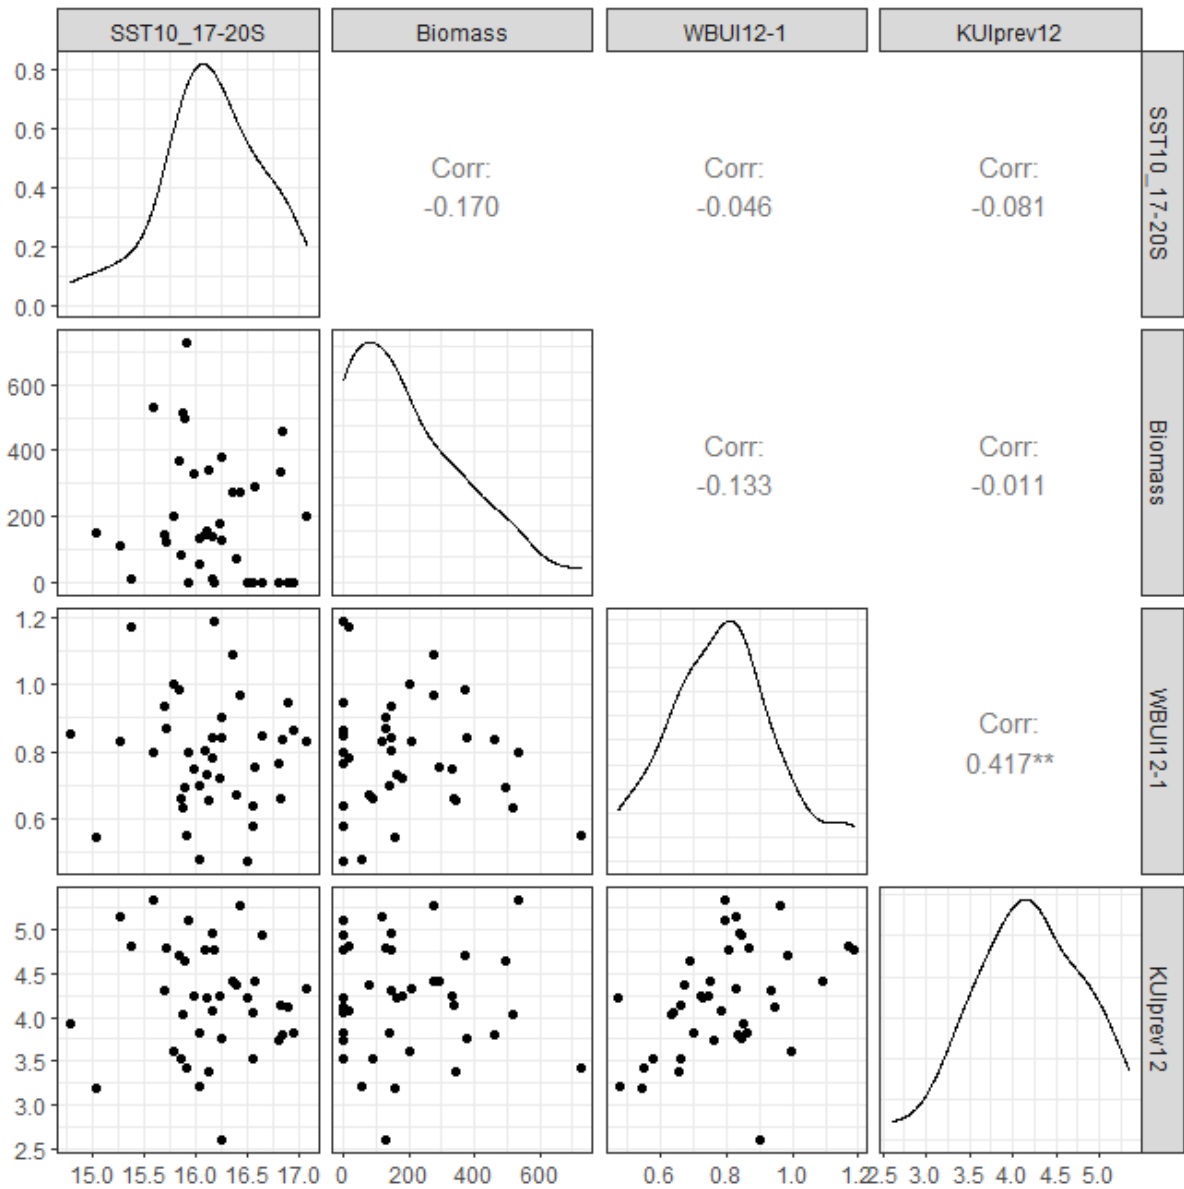 SST10_17-20S
Biomass
WBUI12-1
KUIprev12
0.8
0.6
0.4
0.2
0.0
Corr:
-0.170
Corr:
-0.046
Corr:
-0.081
SST10_17-20S
600
400
200
0
Corr:
-0.133
Corr:
-0.011
Biomass
1.2
1.0
0.8
0.6
Corr:
0.417**
WBUI12-1
5.0
4.5
4.0
3.5
3.0
2.5
KUIprev12
15.0 15.5 16.0 16.5 17.0
0 200 400 600
0.6 0.8 1.0 1.2
2.5 3.0 3.5 4.0 4.5 5.0